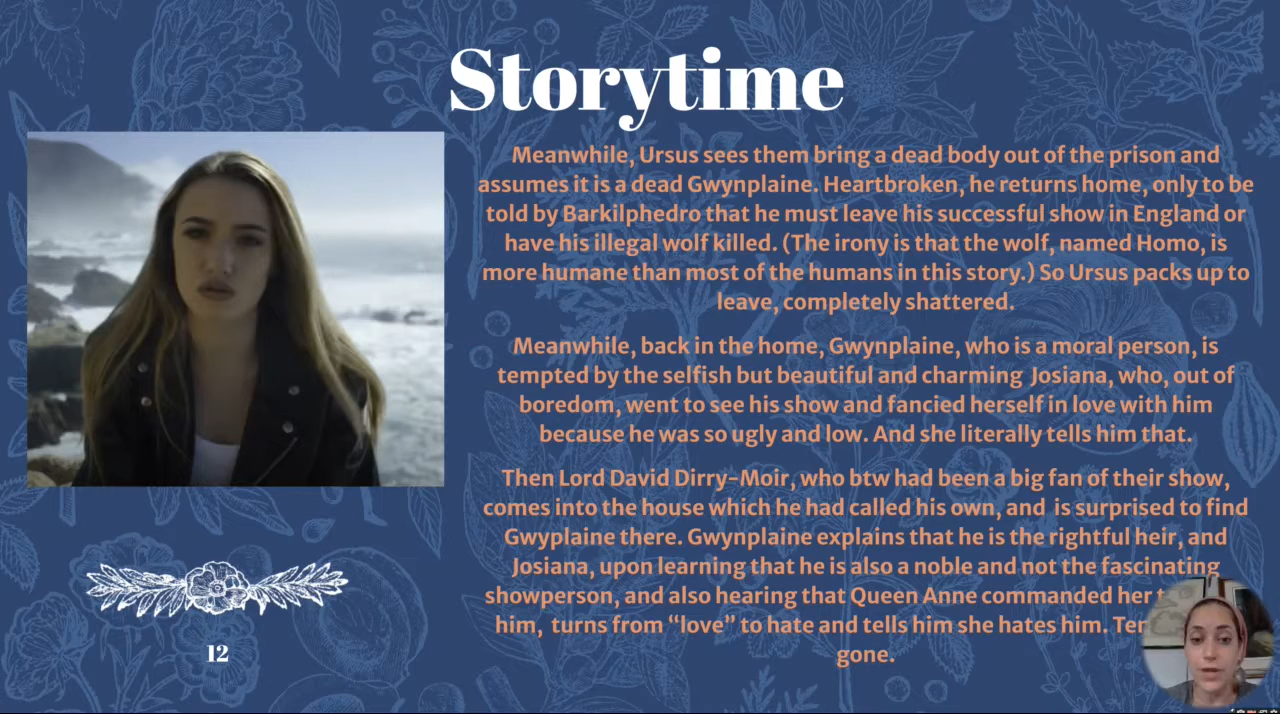 Storytime
Meanwhile, Ursus sees them bring a dead body out of the prison and
assumes it is a dead Gwynplaine. Heartbroken, he returns home, only to be
told by Barkilphedro that he must leave his successful show in England or
have his illegal wolf killed. (The irony is that the wolf, named Homo, is
more humane than most of the humans in this story.) So Ursus packs up to
leave, completely shattered.
Meanwhile, back in the home, Gwynplaine, who is a moral person, is
tempted by the selfish but beautiful and charming Josiana, who, out of
boredom, went to see his show and fancied herself in love with him
because he was so ugly and low. And she literally tells him that.
Then Lord David Dirry-Moir, who btw had been a big fan of their show,
comes into the house which he had called his own, and is surprised to find
Gwyplaine there. Gwynplaine explains that he is the rightful heir, and
Josiana, upon learning that he is also a noble and not the fascinating
showperson, and also hearing that Queen Anne commanded her
him, turns from “love” to hate and tells him she hates him.
gone.
12